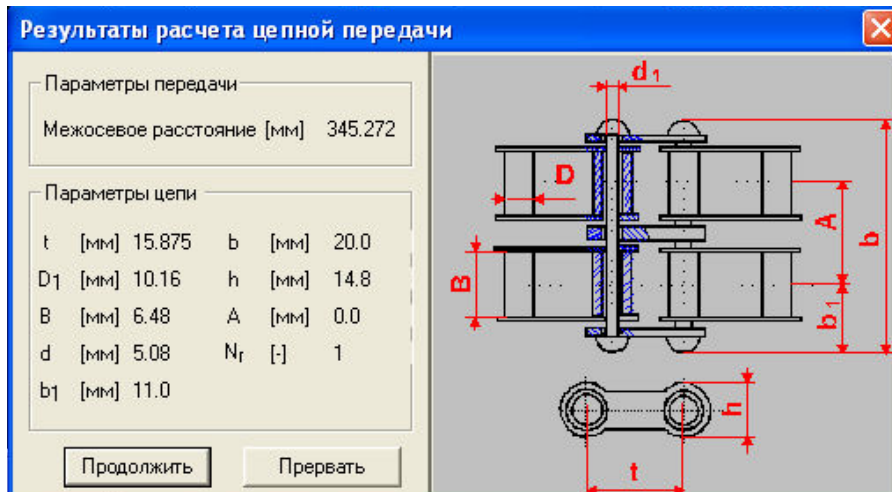 Результаты расчета цепной передачи
Параметры передачи
Межосевое расстояние [мм] 345.272
Параметры цепи
t [мм] 15.875 b [мм] 20.0
D1 [мм] 10.16 h [мм] 14.8
B [мм] 6.48 A [мм] 0.0
d [мм] 5.08 Nr [-] 1
b1 [мм] 11.0
Продолжить Прервать
d1
D
A
b
B
b1
h
t